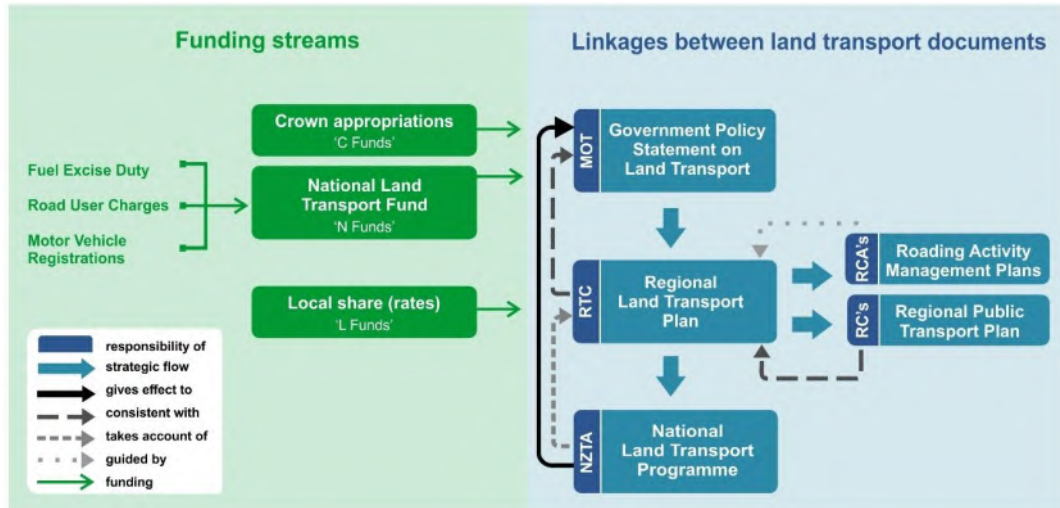 Funding streams
Linkages between land transport documents
Crown appropriations
'C Funds'
Fuel Excise Duty
Road User Charges
Motor Vehicle
Registrations
National Land
Transport Fund
'N Funds'
Local share (rates)
'L Funds'
MOT
Government Policy
Statement on
Land Transport
RTC
Regional
Land Transport
Plan
RCA's
Roading Activity
Management Plans
RC's
Regional Public
Transport Plan
NZTA
National
Land Transport
Programme
responsibility of
strategic flow
gives effect to
consistent with
takes account of
guided by
funding